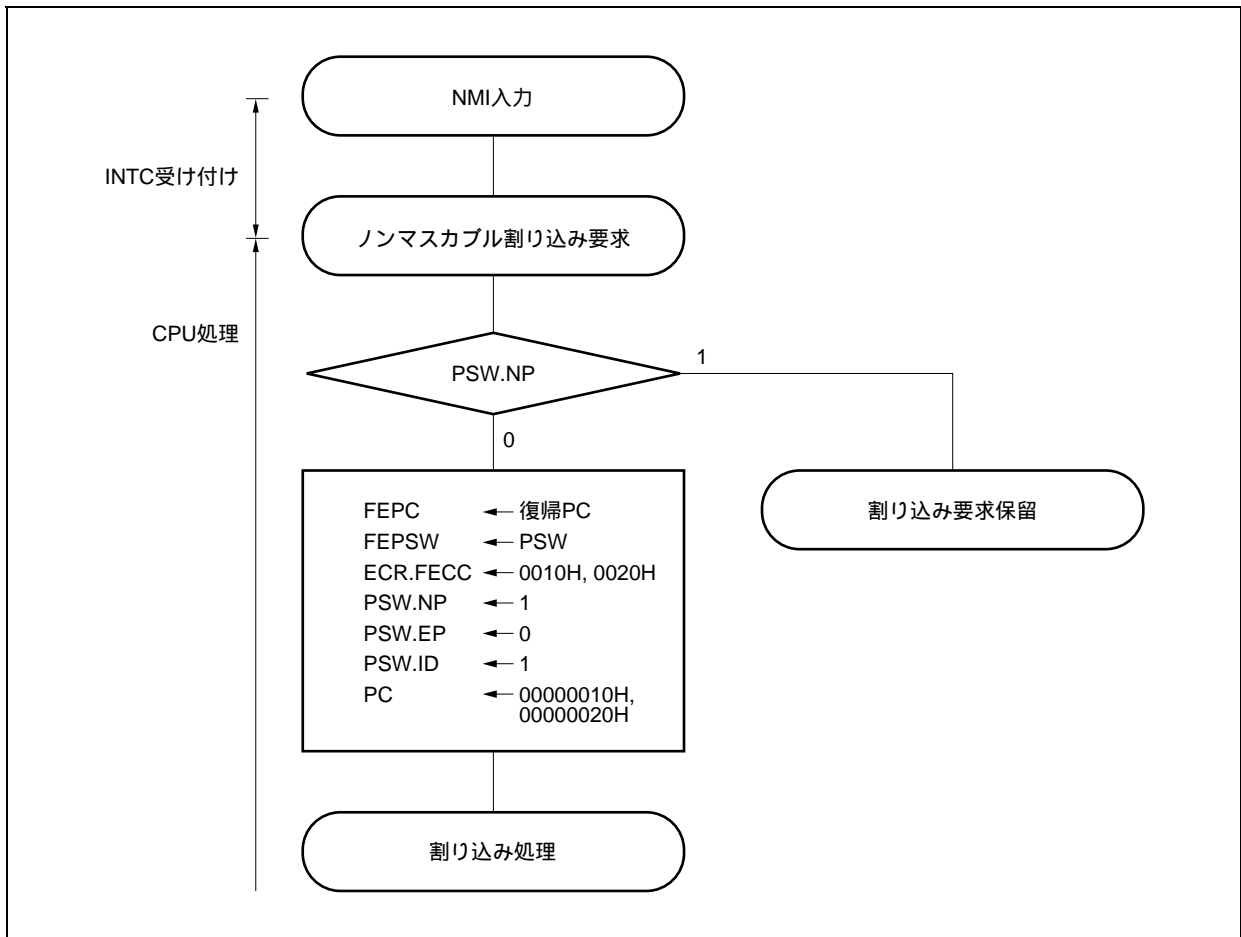 NMI入力
INTC受け付け
ノンマスカブル割り込み要求
CPU処理
PSW.NP
1
0
FEPC ← 復帰PC
FEPSW ← PSW
ECR.FECC ← 0010H, 0020H
PSW.NP ← 1
PSW.EP ← 0
PSW.ID ← 1
PC ← 00000010H,
00000020H
割り込み要求保留
割り込み処理